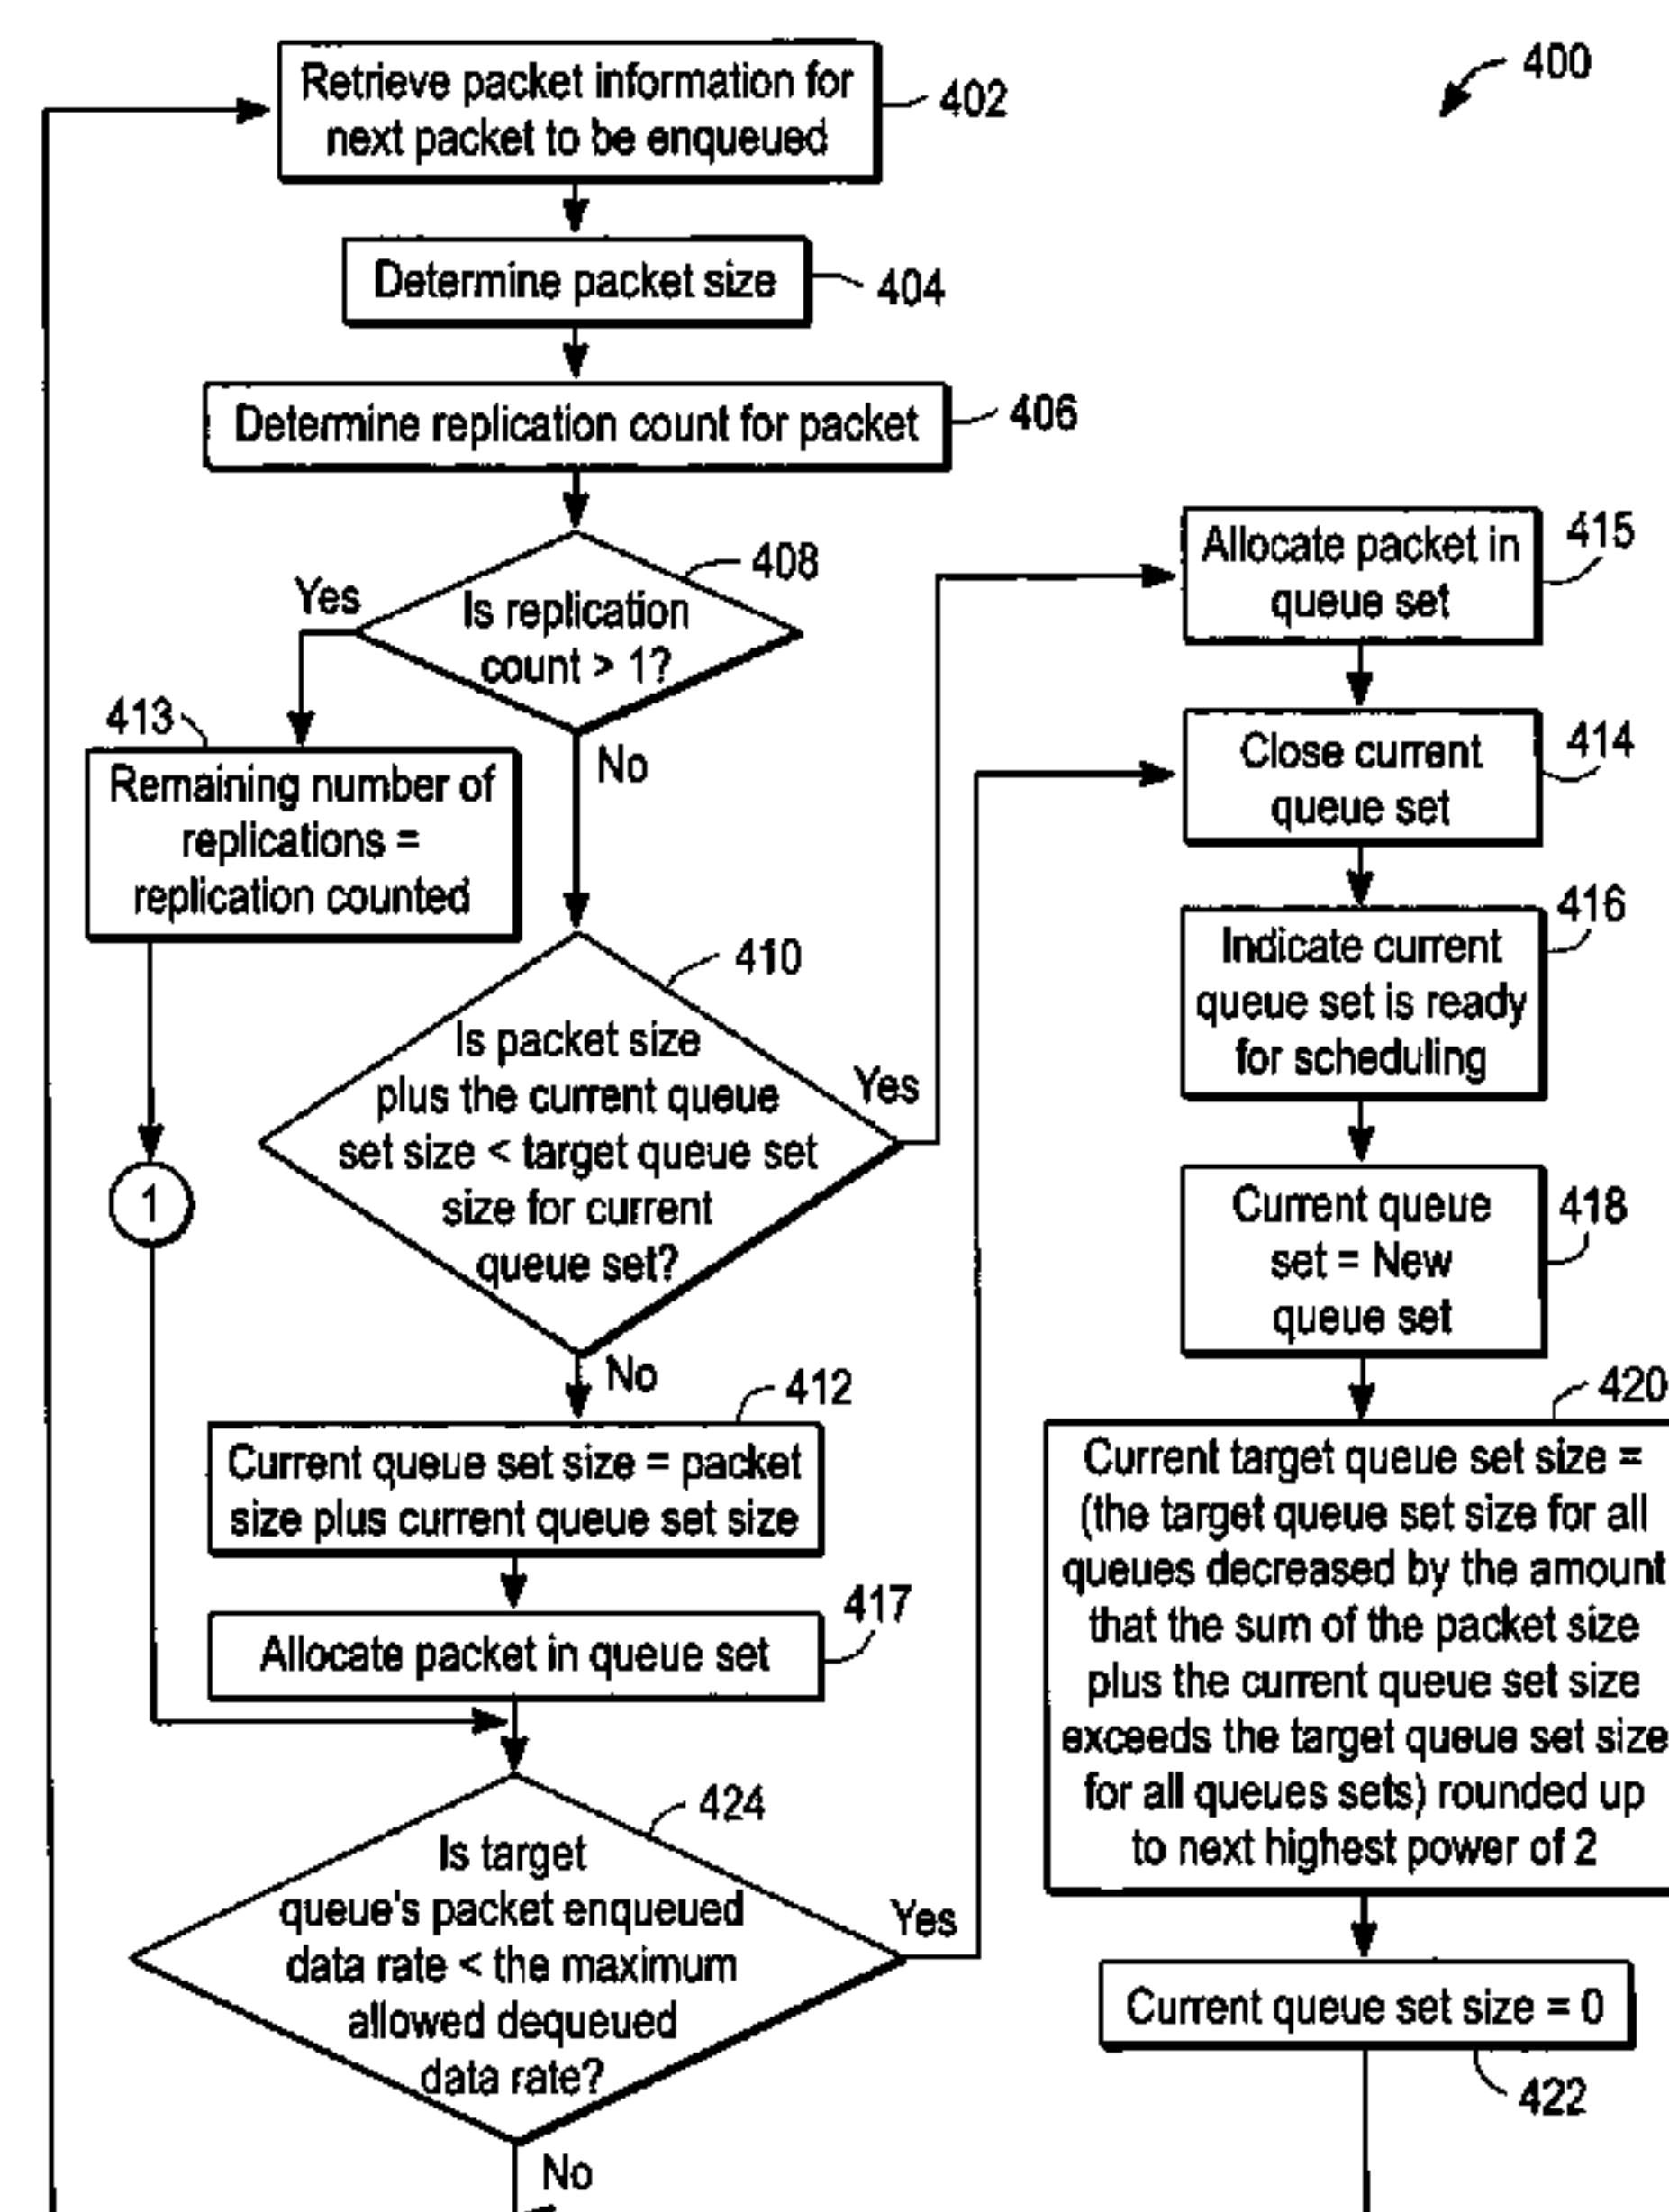 400
Retrieve packet information for
next packet to be enqueued
402
Determine packet size
404
Determine replication count for packet
406
408
Is replication
count > 1?
Yes
No
413
Remaining number of
replications =
replication counted
1
410
Is packet size
plus the current queue
set size < target queue set
size for current
queue set?
Yes
No
412
Current queue set size = packet
size plus current queue set size
417
Allocate packet in queue set
424
Is target
queue's packet enqueued
data rate < the maximum
allowed dequeued
data rate?
Yes
No
415
Allocate packet in
queue set
414
Close current
queue set
416
Indicate current
queue set is ready
for scheduling
418
Current queue
set = New
queue set
420
Current target queue set size =
(the target queue set size for all
queues decreased by the amount
that the sum of the packet size
plus the current queue set size
exceeds the target queue set size
for all queues sets) rounded up
to next highest power of 2
Current queue set size = 0
422